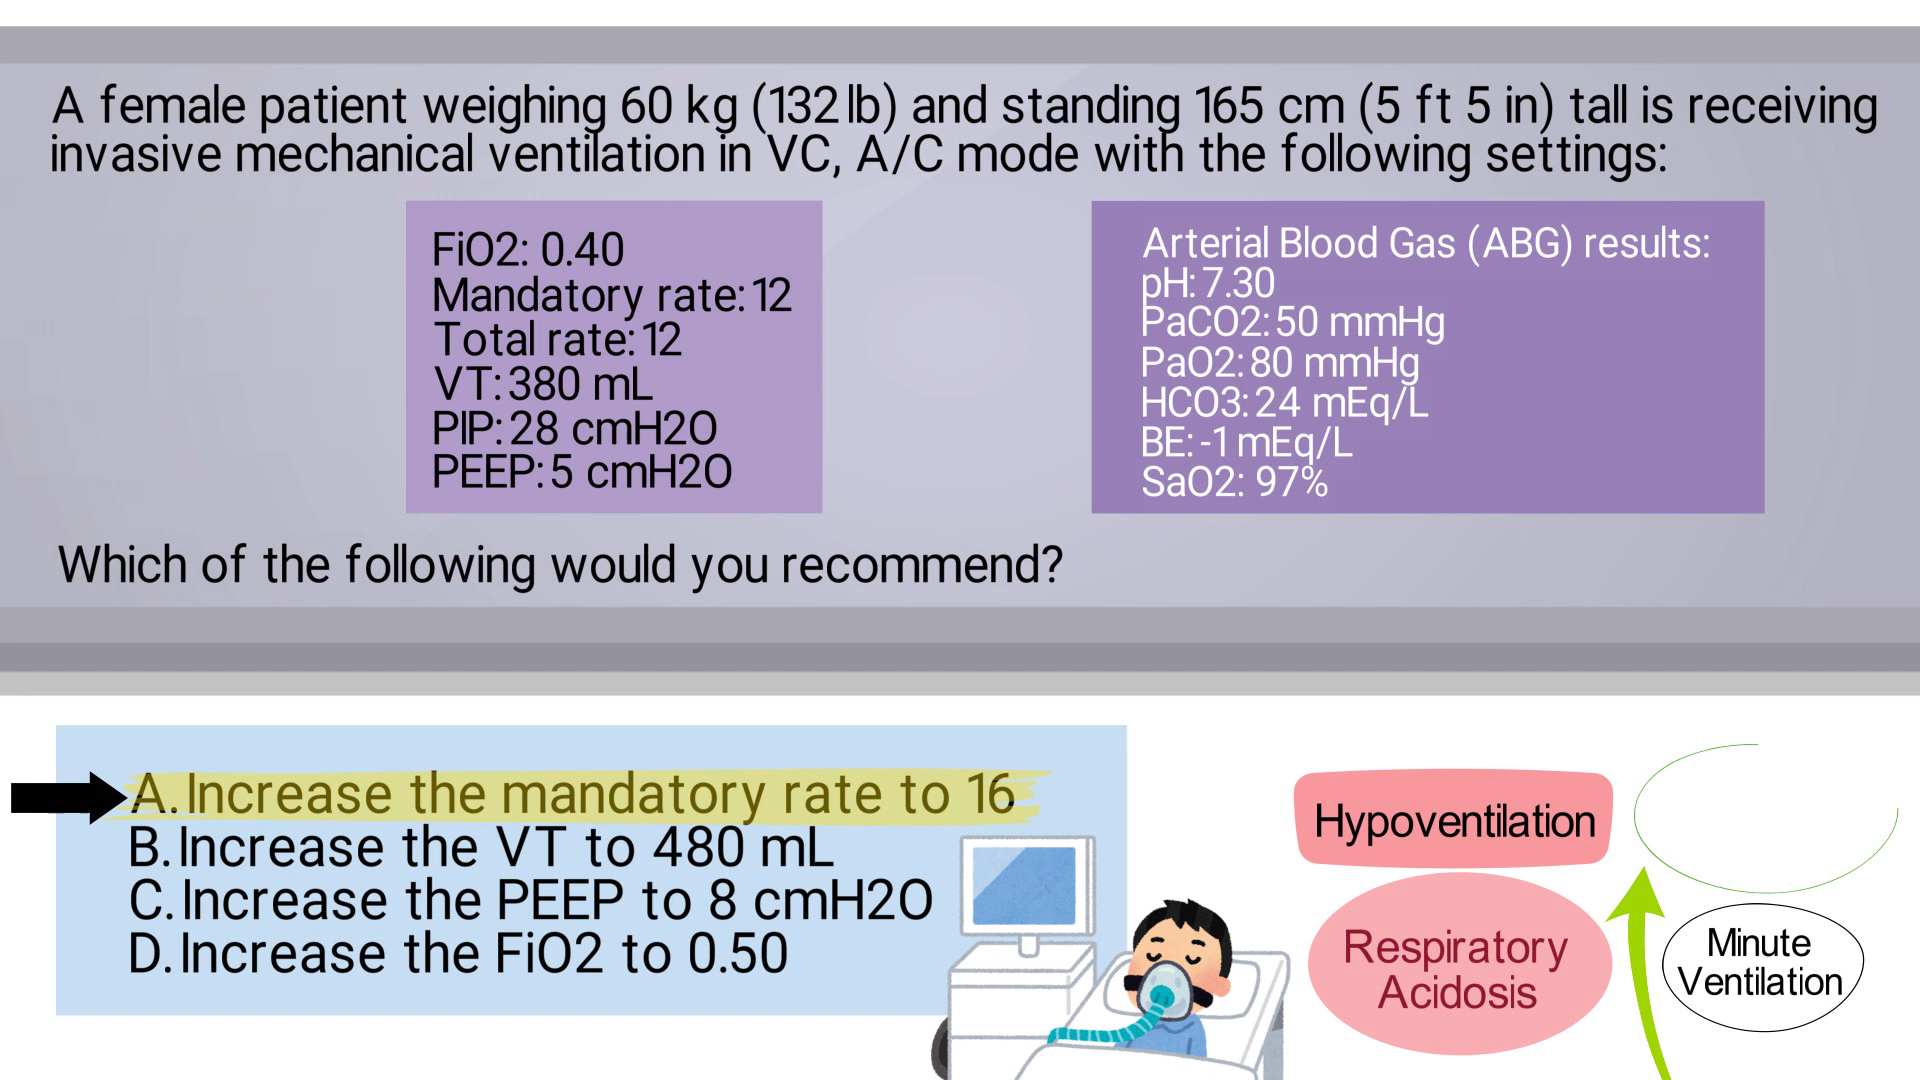 A female patient weighing 60 kg (132 lb) and standing 165 cm (5 ft 5 in) tall is receiving
invasive mechanical ventilation in VC, A/C mode with the following settings:
FiO2: 0.40
Mandatory rate: 12
Total rate: 12
VT: 380 mL
PIP: 28 cmH2O
PEEP: 5 cmH2O
Arterial Blood Gas (ABG) results:
pH: 7.30
PaCO2: 50 mmHg
PaO2: 80 mmHg
HCO3: 24 mEq/L
BE: -1 mEq/L
SaO2: 97%
Which of the following would you recommend?
A. Increase the mandatory rate to 16
B. Increase the VT to 480 mL
C. Increase the PEEP to 8 cmH2O
D. Increase the FiO2 to 0.50
Hypoventilation
Respiratory
Acidosis
Minute
Ventilation